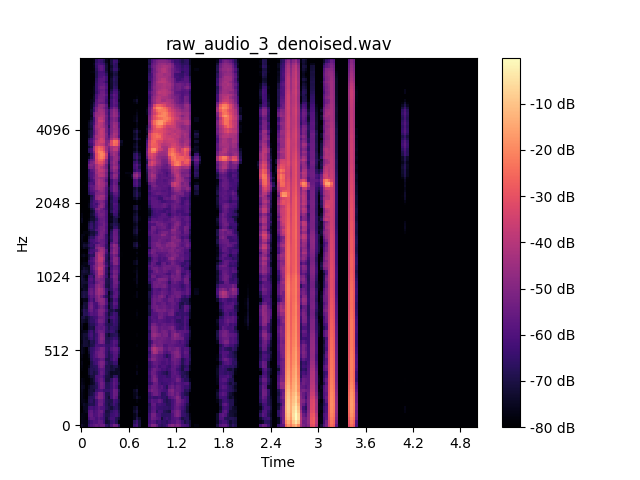 raw_audio_3_denoised.wav
Hz
4096
2048
1024
512
0
0 0.6 1.2 1.8 2.4 3 3.6 4.2 4.8
Time
-10 dB
-20 dB
-30 dB
-40 dB
-50 dB
-60 dB
-70 dB
-80 dB